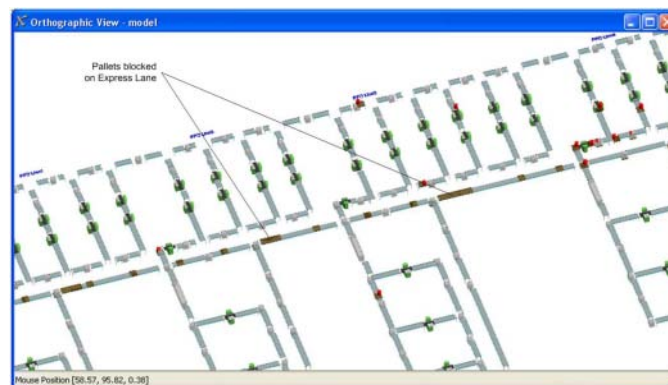 Orthographic View - model
Pallets blocked
on Express Lane
Mouse Position [58.57, 95.82, 0.38]